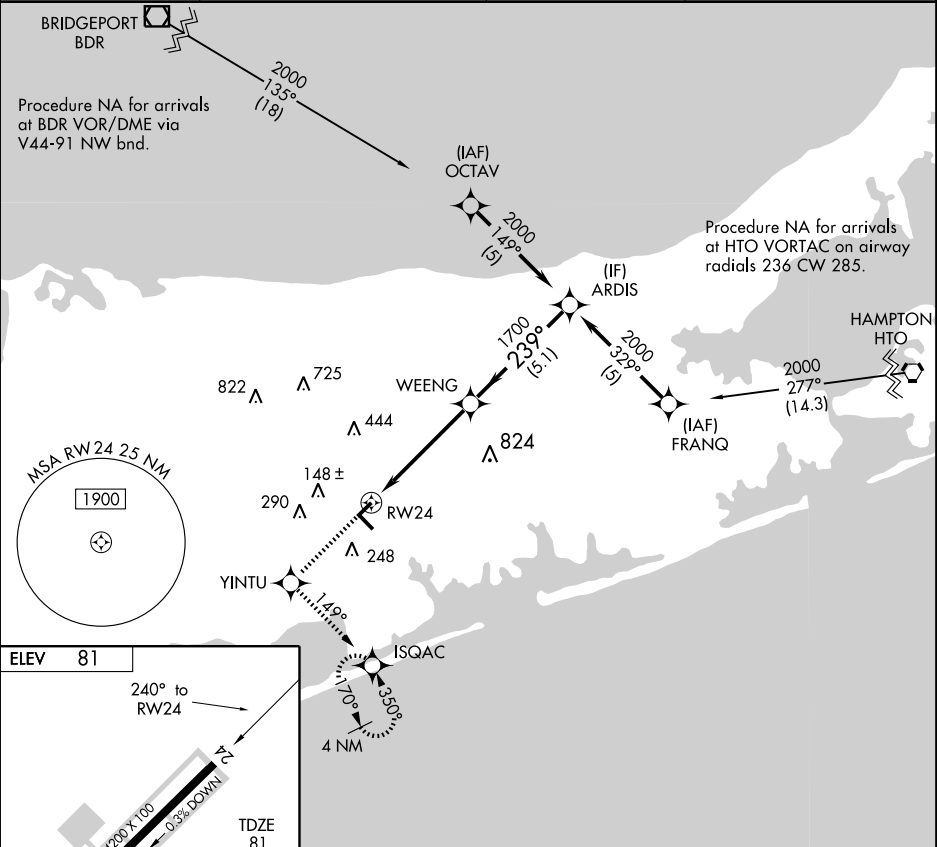 BRIDGEPORT
BDR
2000
135°
(18)
Procedure NA for arrivals
at BDR VOR/DME via
V44-91 NW bnd.
(IAF)
OCTAV
2000
149°
(5)
Procedure NA for arrivals
at HTO VORTAC on airway
radials 236 CW 285.
(IF)
ARDIS
HAMPTON
HTO
1700
239°
(5.1)
2000
329°
(5)
2000
277°
(14.3)
822
725
WEENG
(IAF)
FRANQ
444
824
MSA RW24 25 NM
1900
148 ±
290
RW24
248
YINTU
149°
ISQAC
170°
350°
4 NM
ELEV 81
240° to
RW24
24
4200 X 100
0.3% DOWN
TDZE
81